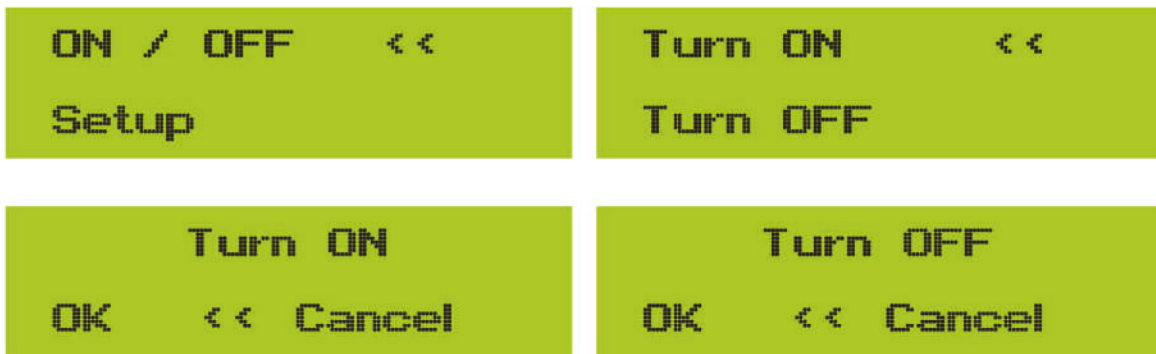 ON / OFF <<
Setup
Turn ON <<
Turn OFF
Turn ON
OK << Cancel
Turn OFF
OK << Cancel